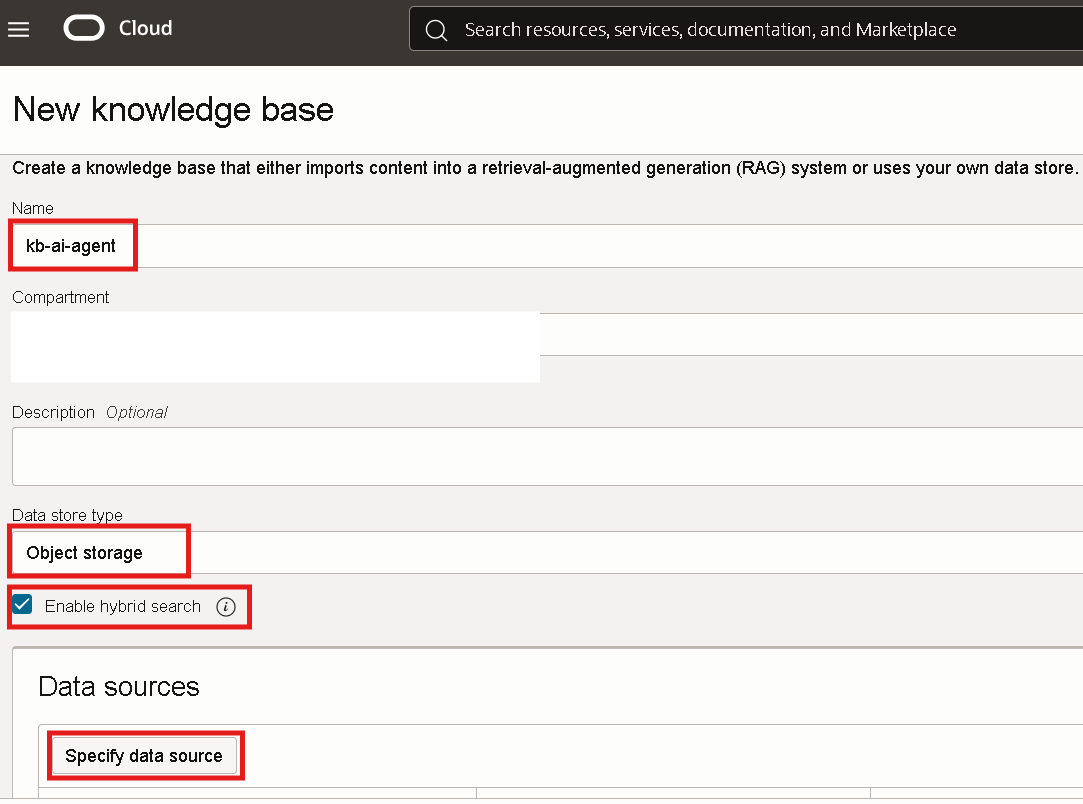 Cloud
Search resources, services, documentation, and Marketplace
New knowledge base
Create a knowledge base that either imports content into a retrieval-augmented generation (RAG) system or uses your own data store.
Name
kb-ai-agent
Compartment
Description Optional
Data store type
Object storage
Enable hybrid search
Data sources
Specify data source